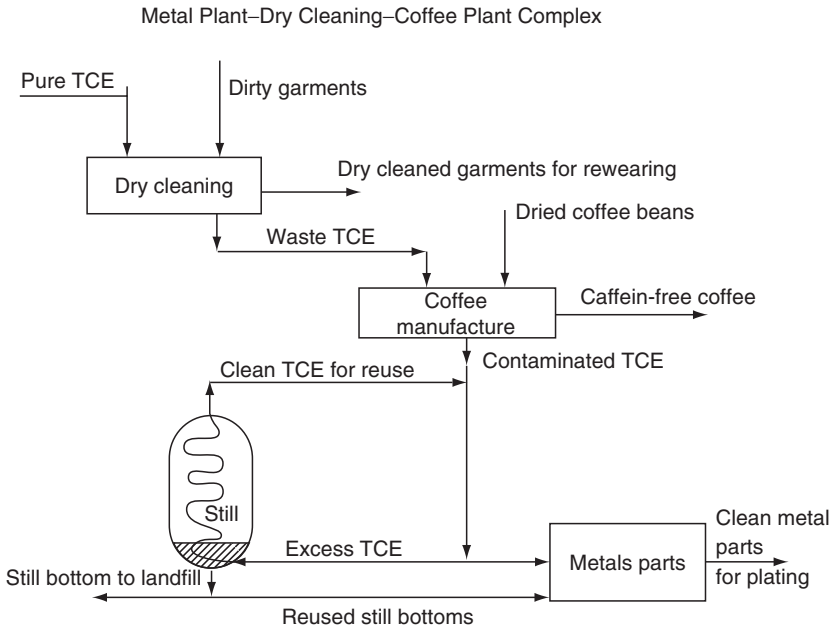 Metal Plant–Dry Cleaning–Coffee Plant Complex
Pure TCE
Dirty garments
Dry cleaning
Dry cleaned garments for rewearing
Waste TCE
Dried coffee beans
Coffee
manufacture
Caffein-free coffee
Contaminated TCE
Clean TCE for reuse
Still
Excess TCE
Metals parts
Clean metal
parts
for plating
Still bottom to landfill
Reused still bottoms